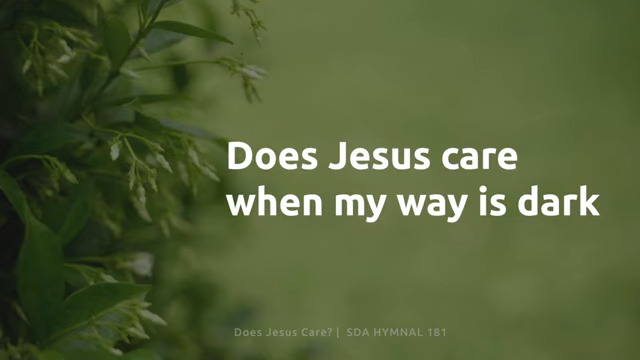 Does Jesus care
when my way is dark
Does Jesus Care? | SDA HYMNAL 181